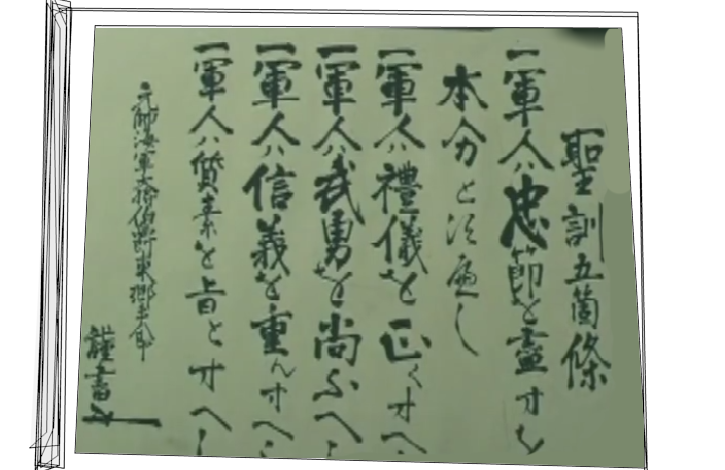 聖訓五箇條
一軍人ハ忠節を盡すを
本分と須へし
一軍人ハ禮儀を正くすへし
一軍人ハ武勇を尚ふへし
一軍人ハ信義を重んすへし
一軍人ハ質素を旨とすへし
元帥海軍大将伯爵東郷平八郎
謹書